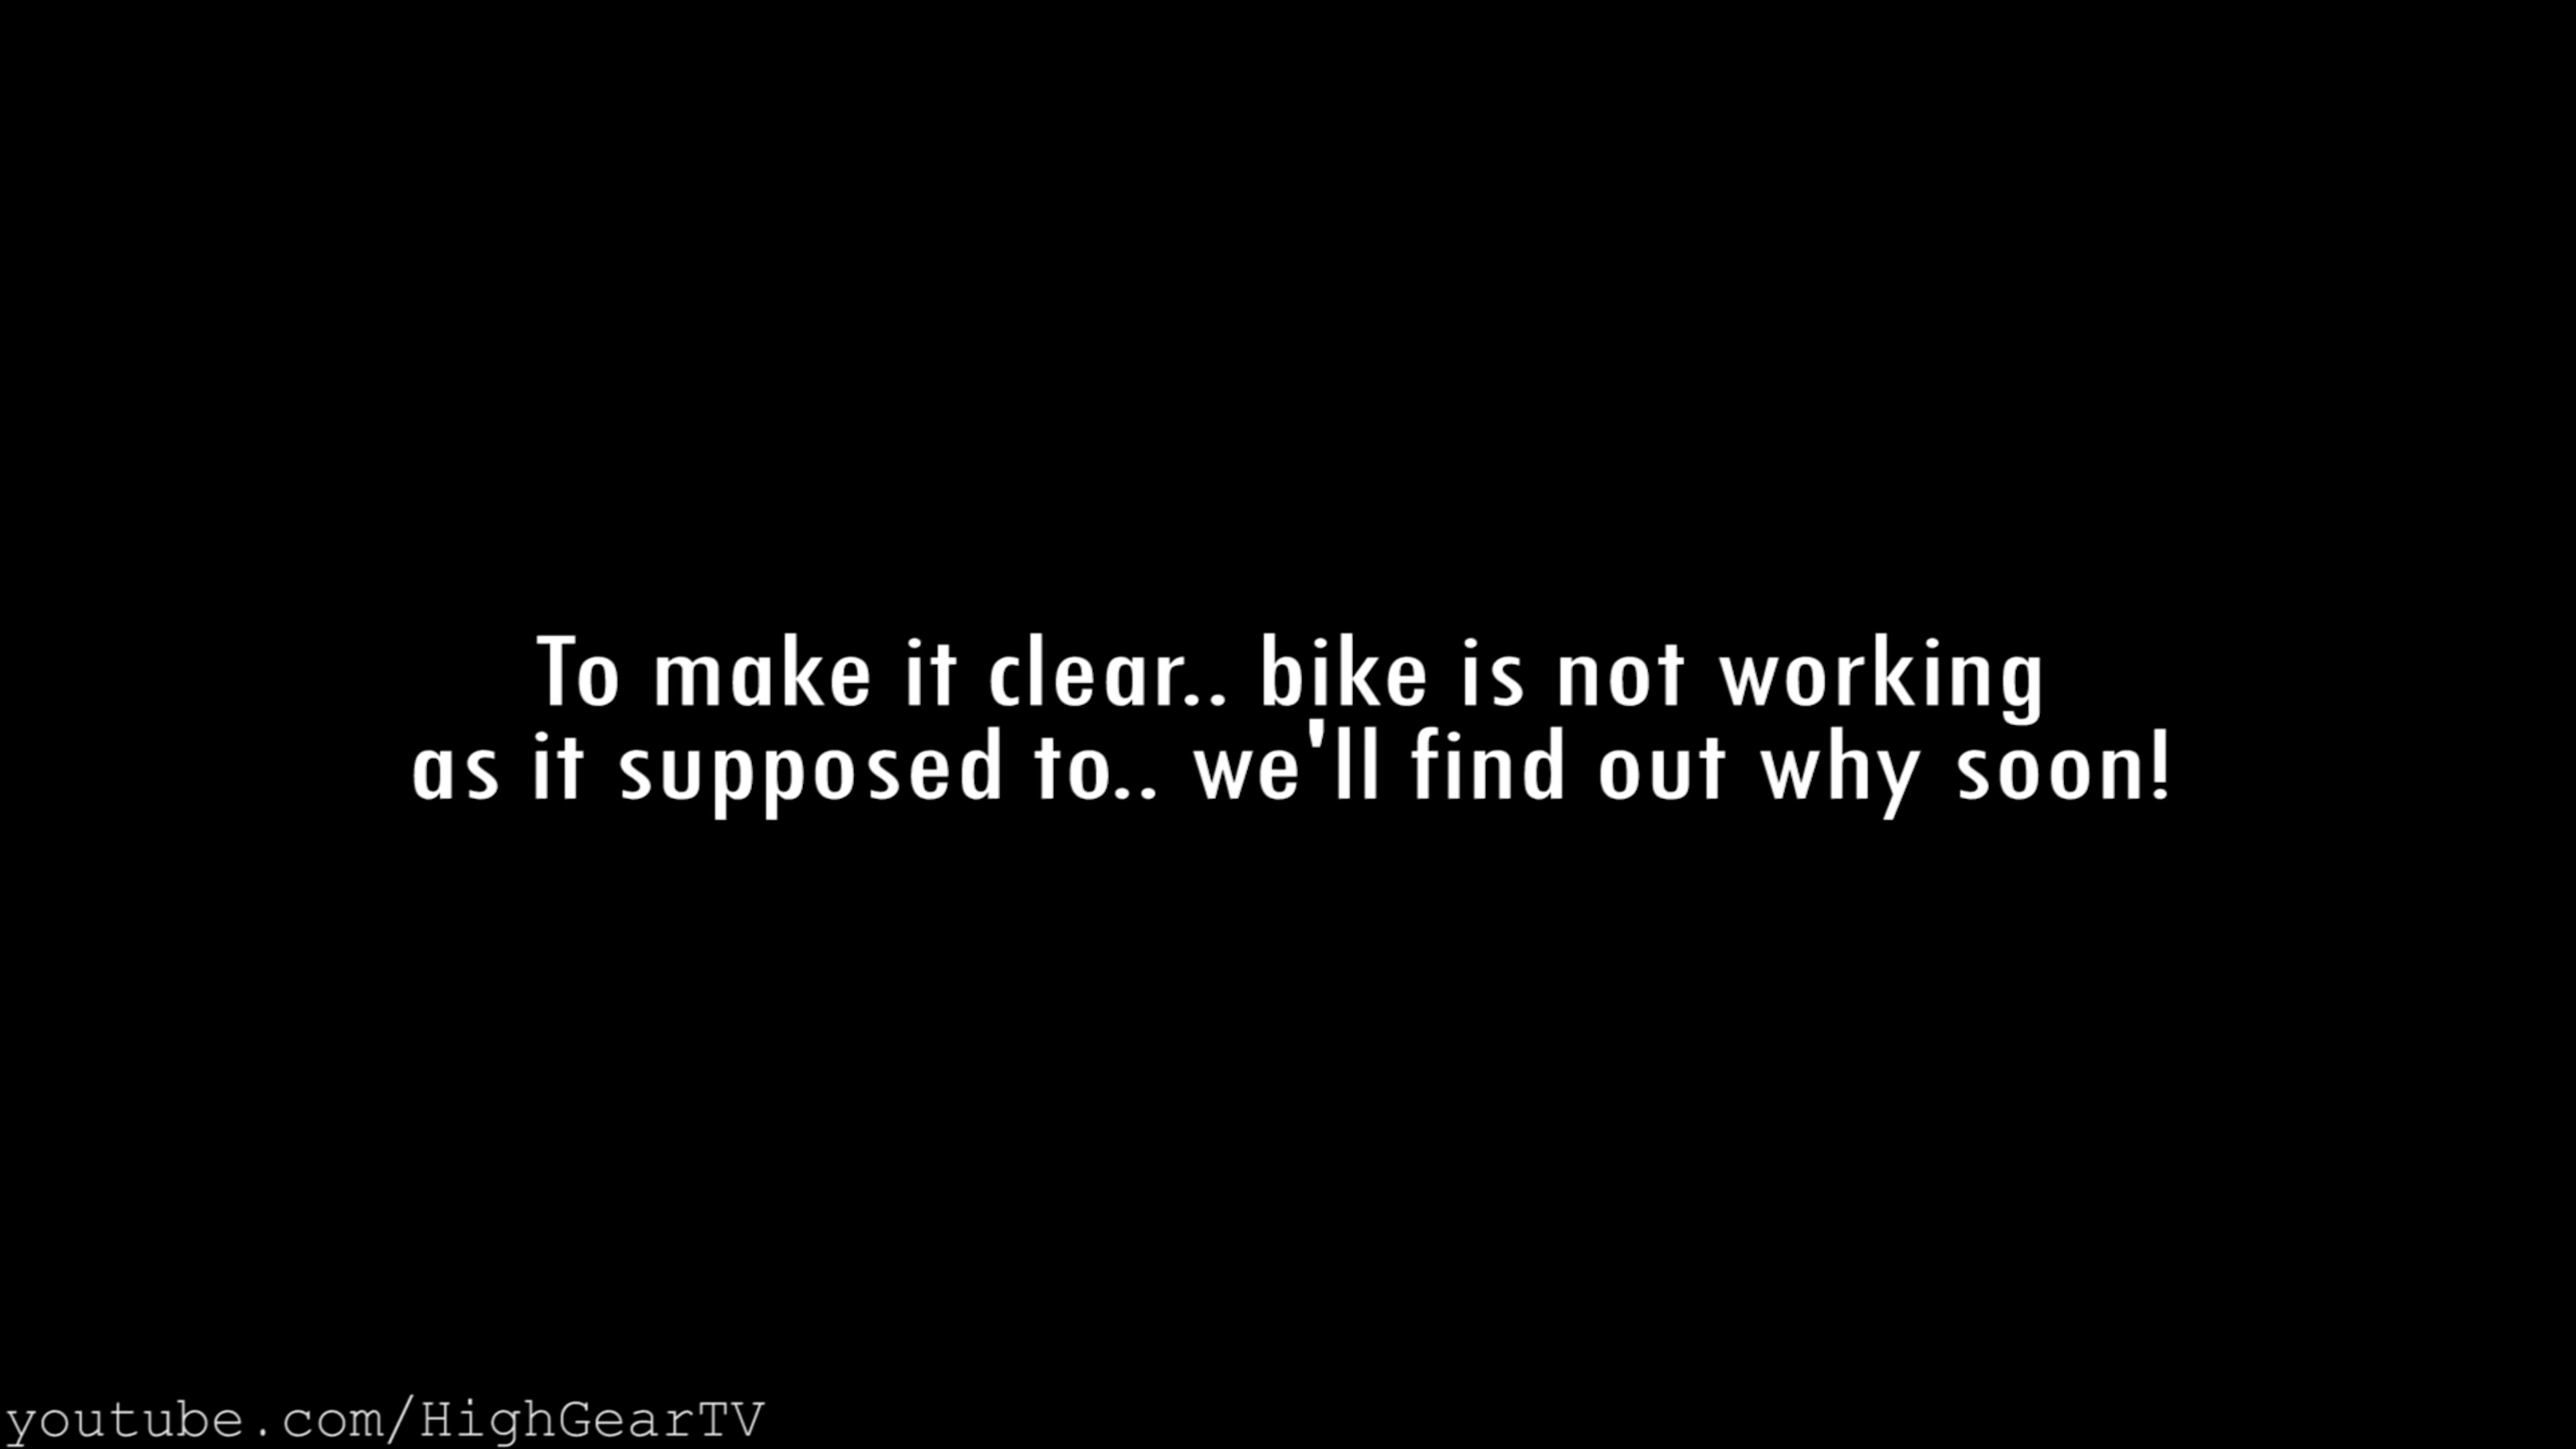 To make it clear.. bike is not working
as it supposed to.. we'll find out why soon!
youtube.com/HighGearTV